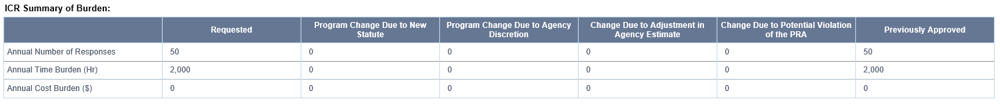 ICR Summary of Burden:
Requested
Program Change Due to New
Statute
Program Change Due to Agency
Discretion
Change Due to Adjustment in
Agency Estimate
Change Due to Potential Violation
of the PRA
Previously Approved
Annual Number of Responses 50 0 0 0 0 50
Annual Time Burden (Hr) 2,000 0 0 0 0 2,000
Annual Cost Burden ($) 0 0 0 0 0 0